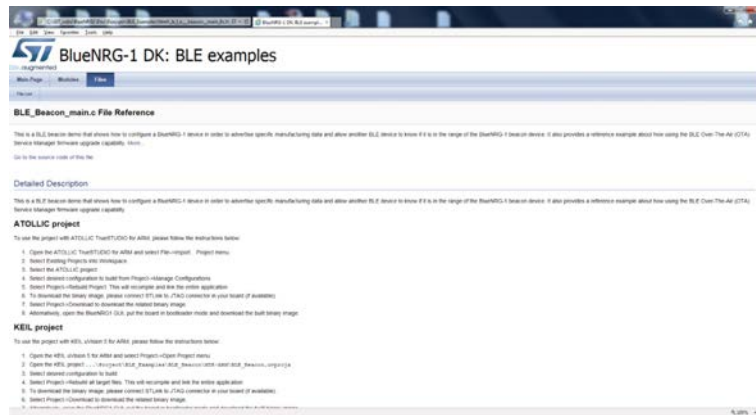 File Edit View Favorites Tools Help
ST
BlueNRG-1 DK: BLE examples
Main Page Modules Files
File List
BLE_Beacon_main.c File Reference
This is a BLE beacon demo that shows how to configure a BlueNRG-1 device in order to advertise specific manufacturing data and allow another BLE device to know if it is in the range of the BlueNRG-1 beacon device. It also provides a reference example about how using the BLE Over-The-Air (OTA)
Service Manager firmware upgrade capability. More...
Go to the source code of this file.
Detailed Description
This is a BLE beacon demo that shows how to configure a BlueNRG-1 device in order to advertise specific manufacturing data and allow another BLE device to know if it is in the range of the BlueNRG-1 beacon device. It also provides a reference example about how using the BLE Over-The-Air (OTA)
Service Manager firmware upgrade capability.
ATOLLIC project
To use the project with ATOLLIC TrueSTUDIO for ARM, please follow the instructions below:
1. Open the ATOLLIC TrueSTUDIO for ARM and select File->Import... Project menu
2. Select Existing Projects into Workspace.
3. Select the ATOLLIC project
4. Select desired configuration to build from Project->Manage Configurations
5. Select Project->Rebuild Project. This will recompile and link the entire application
6. To download the binary image, please connect STLink to JTAG connector in your board (if available).
7. Select Project->Download to download the related binary image.
8. Alternatively, open the BlueNRG1 GUI, put the board in bootloader mode and download the built binary image.
KEIL project
To use the project with KEIL uVision 5 for ARM, please follow the instructions below:
1. Open the KEIL uVision 5 for ARM and select Project->Open Project menu
2. Open the KEIL project
3. Select desired configuration to build
4. Select Project->Rebuild all target files. This will recompile and link the entire application
5. To download the binary image, please connect STLink to JTAG connector in your board (if available).
6. Select Project->Download to download the related binary image.